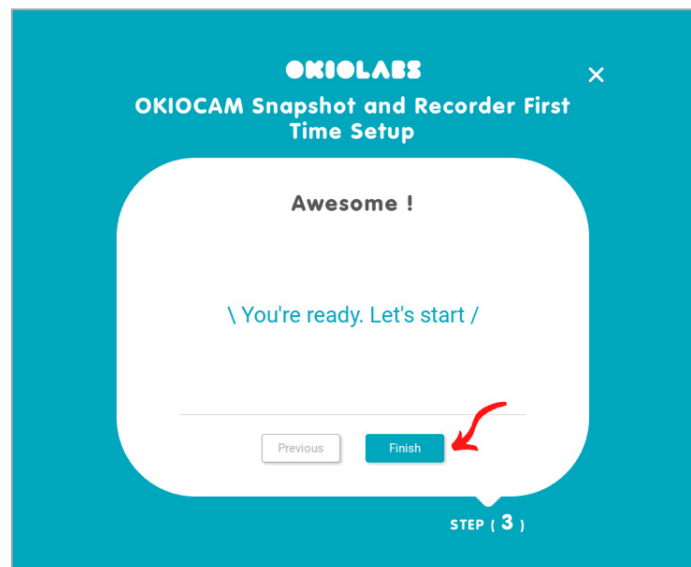 OKIOLABS
OKIOCAM Snapshot and Recorder First
Time Setup
Awesome !
\ You're ready. Let's start /
Previous
Finish
STEP ( 3 )